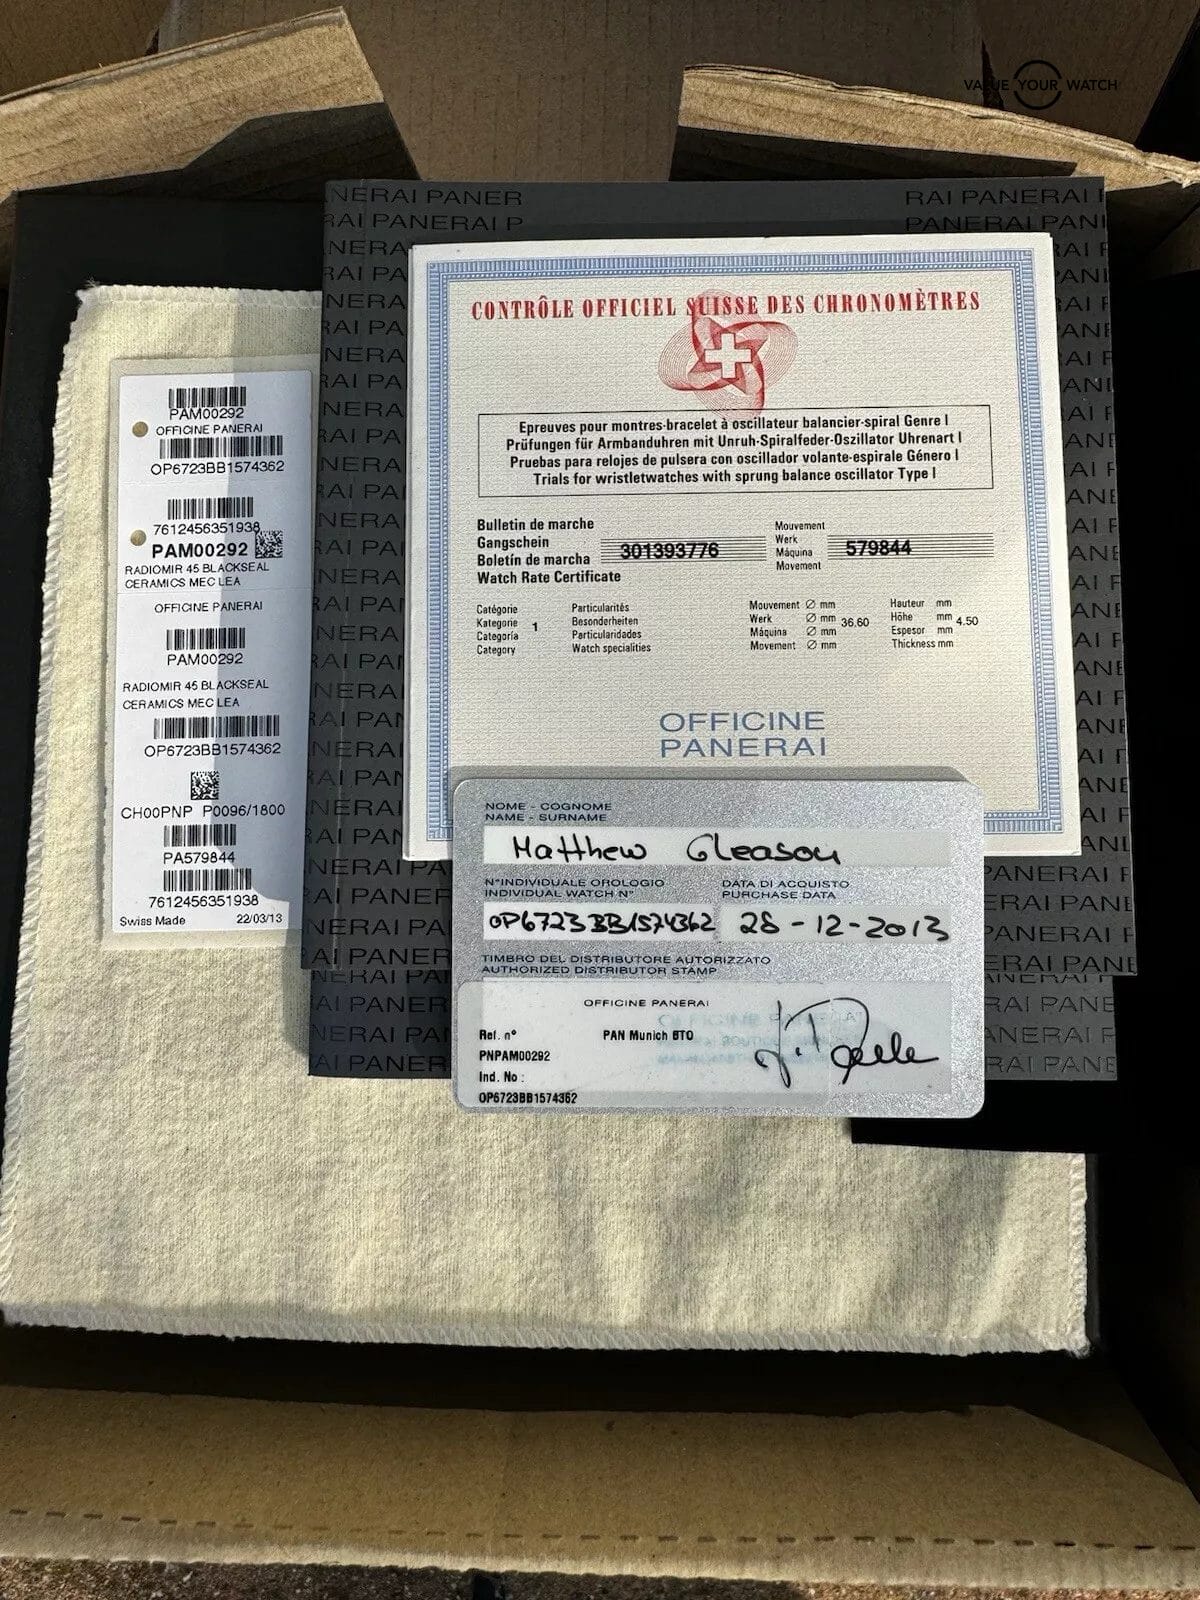 VALUE YOUR WATCH
NERAI PANER
RAI PANERAI P
RAI PANERAI F
PANERAI PANER
PAM00292
OFFICINE PANERAI
OP6723BB1574362
7612456351938
PAM00292
RADIOMIR 45 BLACKSEAL
CERAMICS MEC LEA
OFFICINE PANERAI
PAM00292
RADIOMIR 45 BLACKSEAL
CERAMICS MEC LEA
OP6723BB1574362
CH00PNP P0096/1800
PA579844
7612456351938
Swiss Made 22/03/13
CONTRÔLE OFFICIEL SUISSE DES CHRONOMÈTRES
Epreuves pour montres-bracelet à oscillateur balancier-spiral Genre I
Prüfungen für Armbanduhren mit Unruh-Spiralfeder-Oszillator Uhrenart I
Pruebas para relojes de pulsera con oscillador volante-espirale Género I
Trials for wristletwatches with sprung balance oscillator Type I
Bulletin de marche
Gangschein
Boletín de marcha
Watch Rate Certificate
301393776
Mouvement
Werk
Máquina
Movement
579844
Catégorie
Kategorie
Categoría
Category
1
Particularités
Besonderheiten
Particularidades
Watch specialities
Mouvement ∅ mm
Werk ∅ mm
Máquina ∅ mm
Movement ∅ mm
36,60
Hauteur mm
Höhe mm
Espesor mm
Thickness mm
4.50
OFFICINE
PANERAI
NOME - COGNOME
NAME - SURNAME
Matthew Gleason
N°INDIVIDUALE OROLOGIO
INDIVIDUAL WATCH N°
OP6723BB1574362
DATA DI ACQUISTO
PURCHASE DATA
28-12-2013
TIMBRO DEL DISTRIBUTORE AUTORIZZATO
AUTHORIZED DISTRIBUTOR STAMP
OFFICINE PANERAI
Ref. n° PAN Munich BTO
PNPAM00292
Ind. No :
OP6723BB1574362